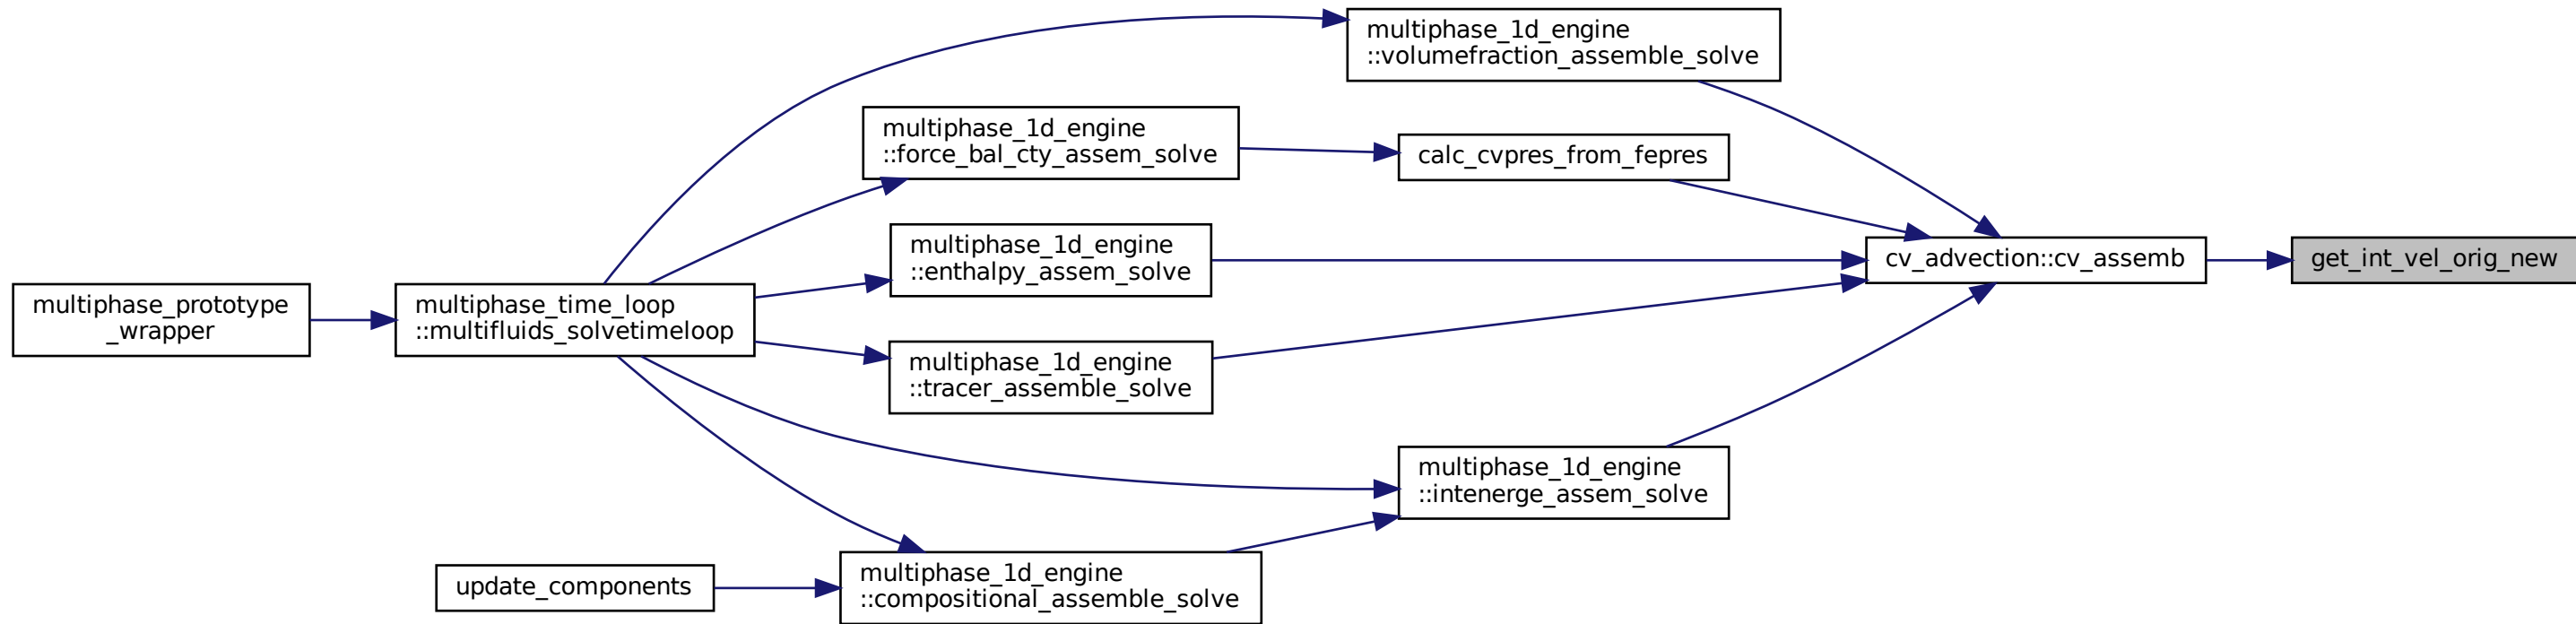 multiphase_1d_engine
::volumefraction_assemble_solve
multiphase_1d_engine
::force_bal_cty_assem_solve
calc_cvpres_from_fepres
multiphase_1d_engine
::enthalpy_assem_solve
cv_advection::cv_assemb
get_int_vel_orig_new
multiphase_prototype
_wrapper
multiphase_time_loop
::multifluids_solvetimeloop
multiphase_1d_engine
::tracer_assemble_solve
multiphase_1d_engine
::intenerge_assem_solve
update_components
multiphase_1d_engine
::compositional_assemble_solve